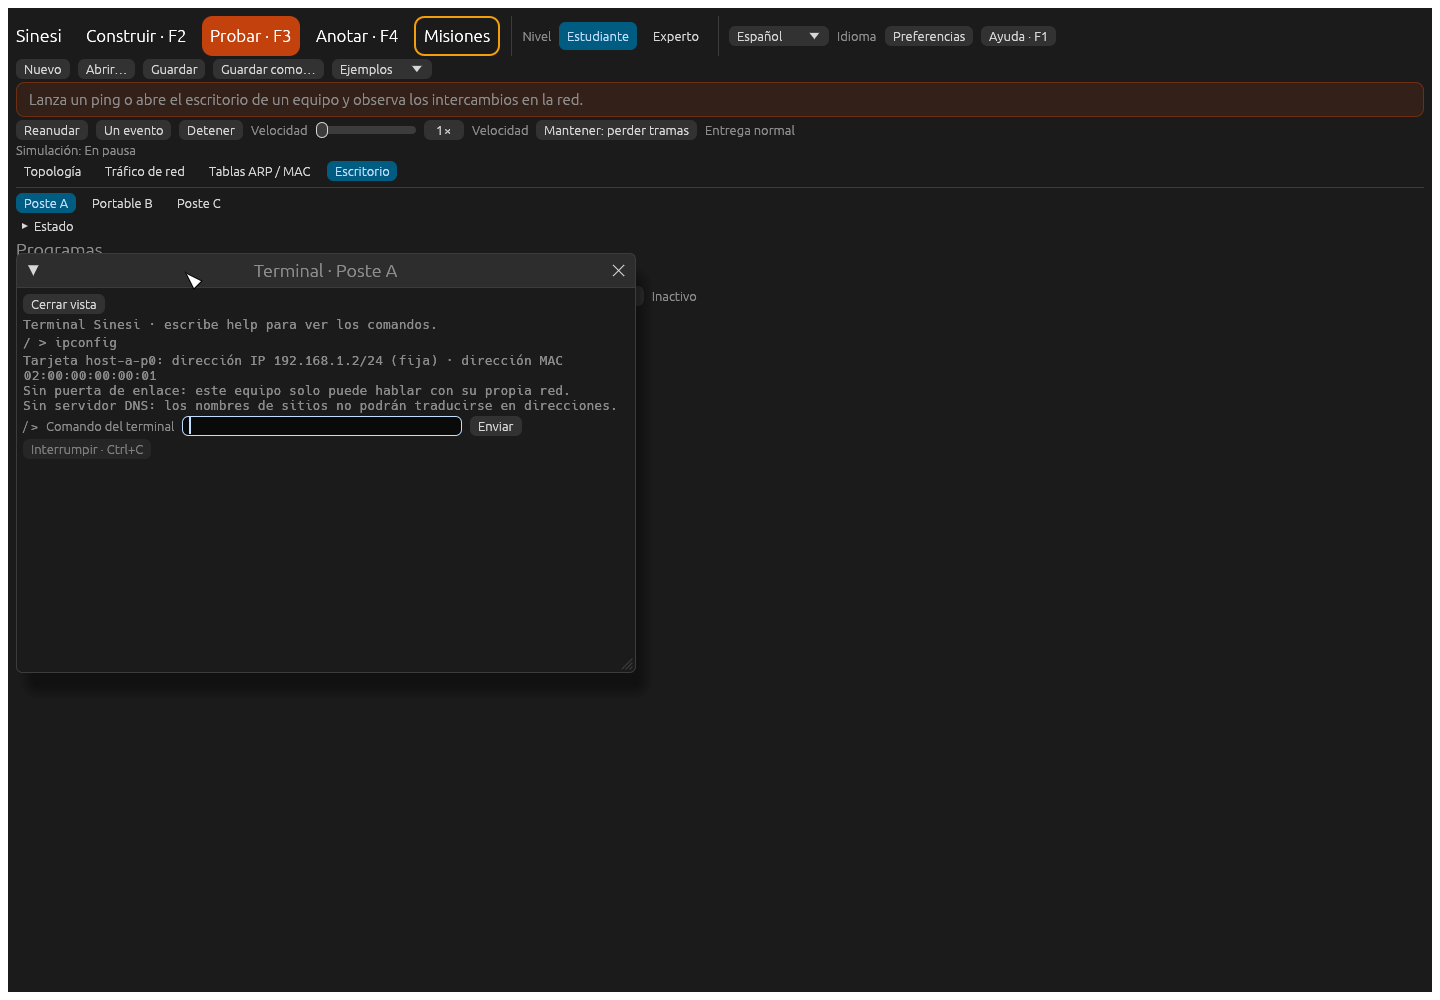 Sinesi Construir · F2 Probar · F3 Anotar · F4 Misiones Nivel Estudiante Experto Español Idioma Preferencias Ayuda · F1
Nuevo Abrir... Guardar Guardar como... Ejemplos
Lanza un ping o abre el escritorio de un equipo y observa los intercambios en la red.
Reanudar Un evento Detener Velocidad 1× Velocidad Mantener: perder tramas Entrega normal
Simulación: En pausa
Topología Tráfico de red Tablas ARP / MAC Escritorio
Poste A Portable B Poste C
Estado
Programas
Terminal · Poste A
Inactivo
Cerrar vista
Terminal Sinesi · escribe help para ver los comandos.
/ > ipconfig
Tarjeta host-a-p0: dirección IP 192.168.1.2/24 (fija) · dirección MAC
02:00:00:00:00:01
Sin puerta de enlace: este equipo solo puede hablar con su propia red.
Sin servidor DNS: los nombres de sitios no podrán traducirse en direcciones.
/ > Comando del terminal Enviar
Interrumpir · Ctrl+C